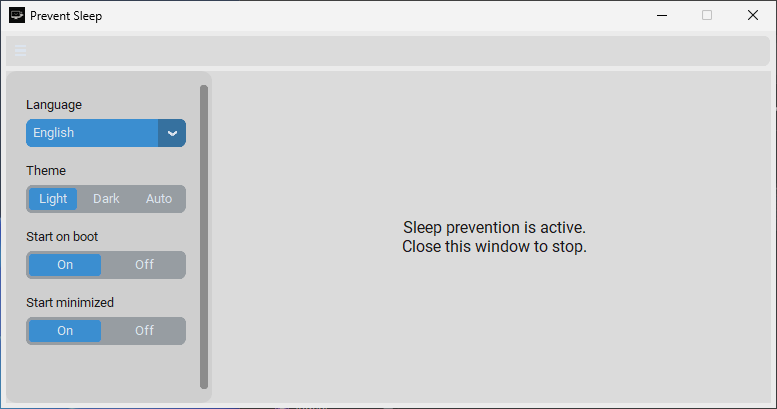 Prevent Sleep
Language
English
Theme
Light Dark Auto
Start on boot
On Off
Start minimized
On Off
Sleep prevention is active.
Close this window to stop.